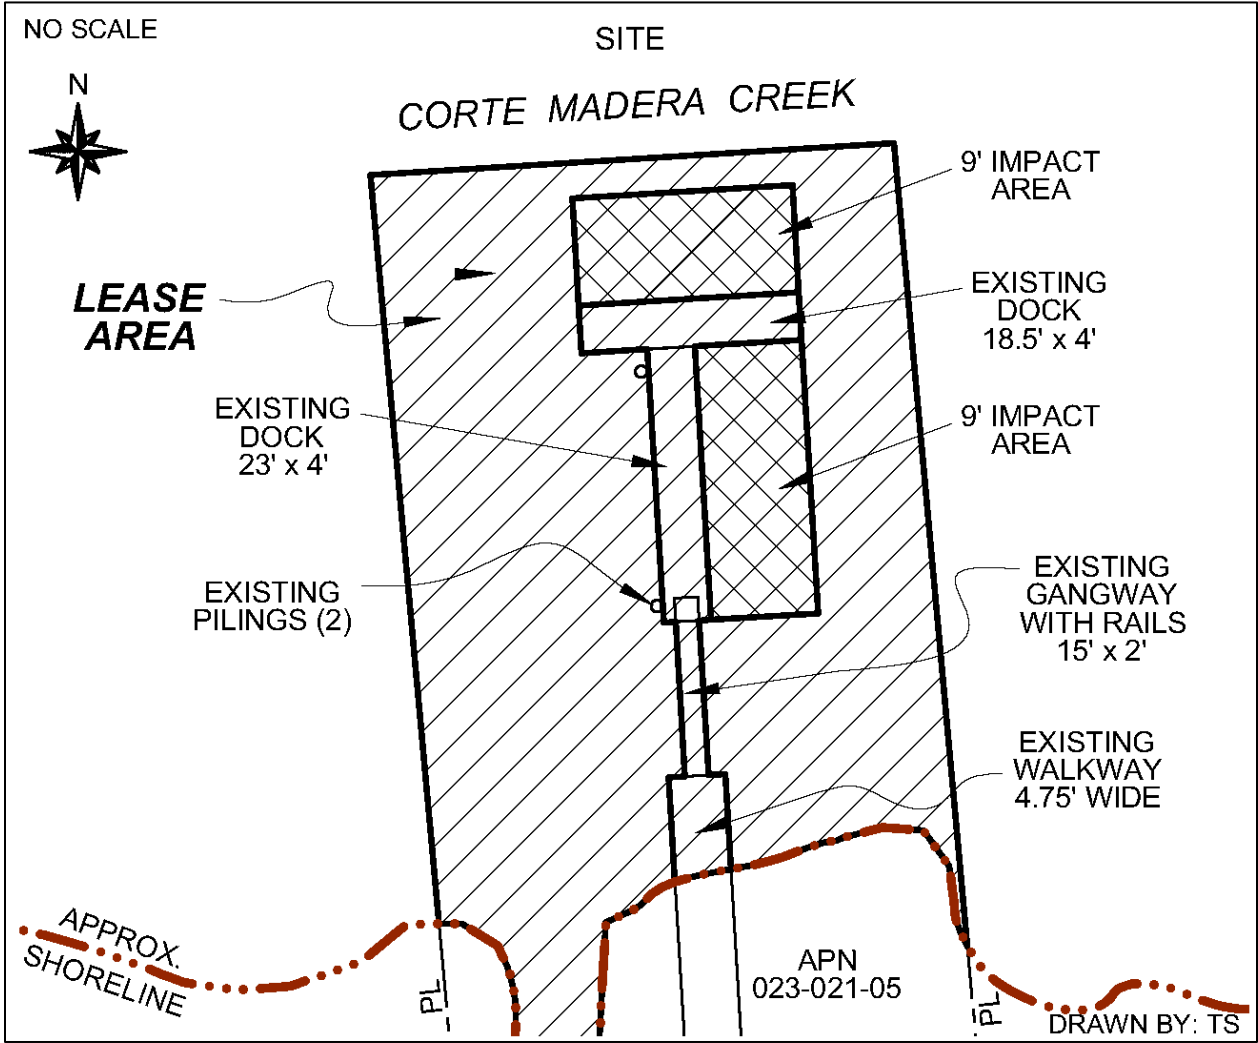 NO SCALE
SITE
N
CORTE MADERA CREEK
9' IMPACT
AREA
LEASE
AREA
EXISTING
DOCK
18.5' x 4'
EXISTING
DOCK
23' x 4'
9' IMPACT
AREA
EXISTING
PILINGS (2)
EXISTING
GANGWAY
WITH RAILS
15' x 2'
EXISTING
WALKWAY
4.75' WIDE
APPROX.
SHORELINE
APN
023-021-05
PL
PL
DRAWN BY: TS